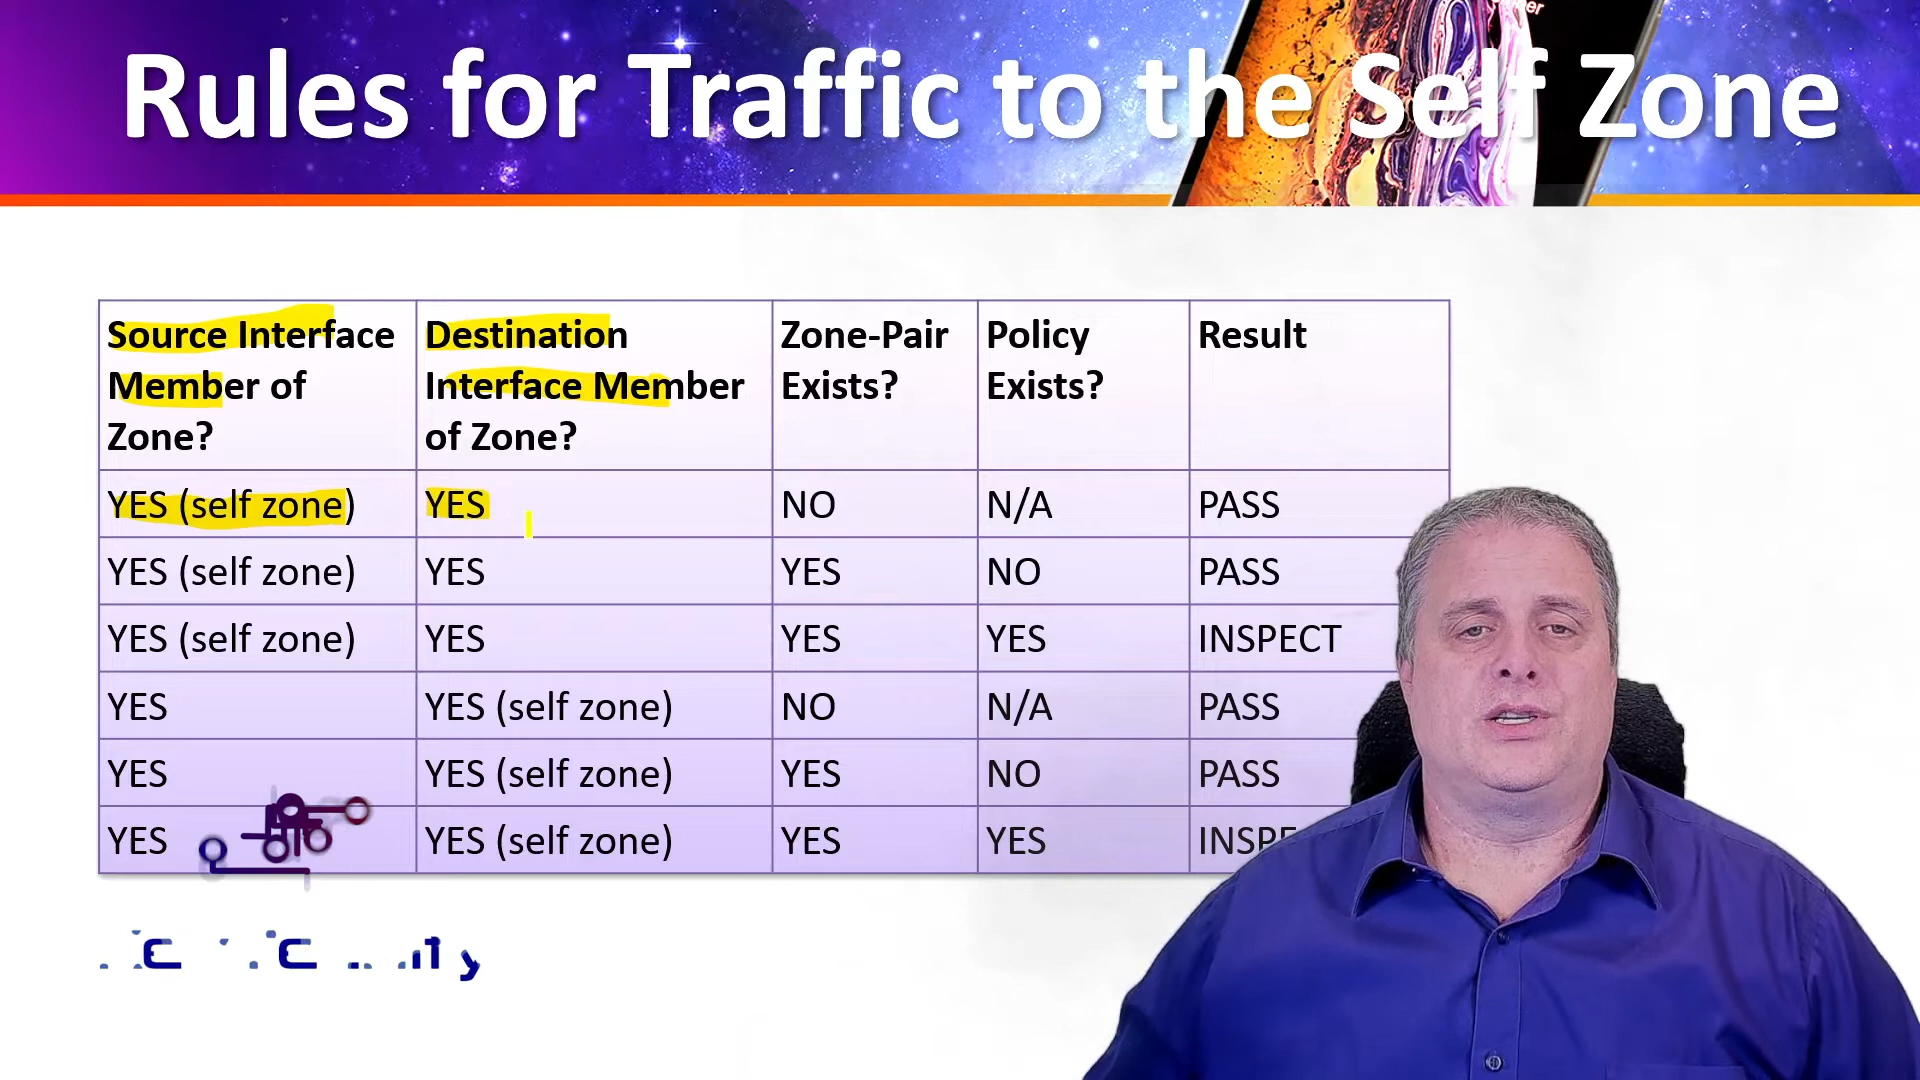 Rules for Traffic to the Self Zone
Source Interface Member of Zone? Destination Interface Member of Zone? Zone-Pair Exists? Policy Exists? Result
YES (self zone) YES NO N/A PASS
YES (self zone) YES YES NO PASS
YES (self zone) YES YES YES INSPECT
YES YES (self zone) NO N/A PASS
YES YES (self zone) YES NO PASS
YES YES (self zone) YES YES